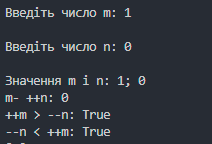 Введіть число m: 1
Введіть число n: 0
Значення m і n: 1; 0
m- ++n: 0
++m > --n: True
--n < ++m: True